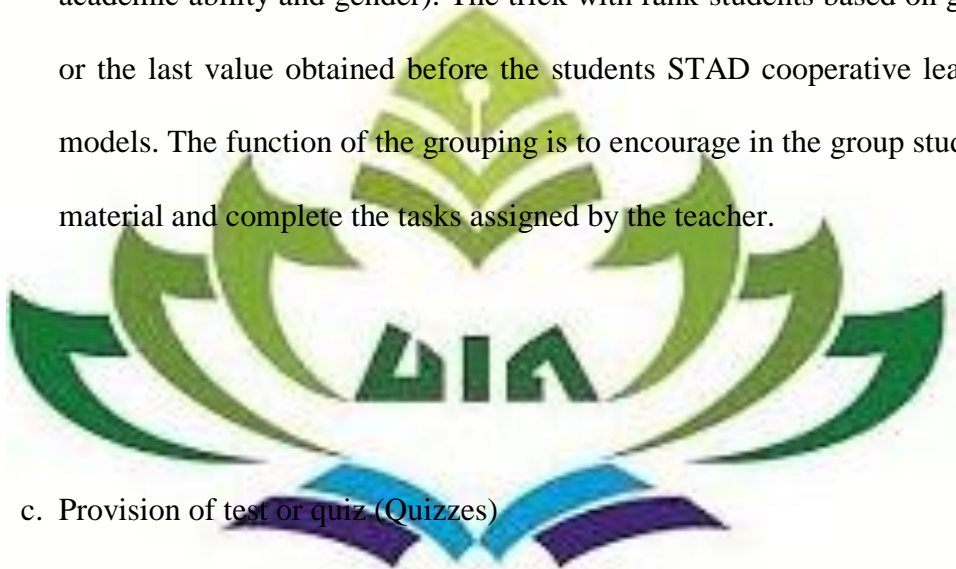 academic ability and gender). The trick with rank students based on g
or the last value obtained before the students STAD cooperative lea
models. The function of the grouping is to encourage in the group stud
material and complete the tasks assigned by the teacher.
UIN
c. Provision of test or quiz (Quizzes)